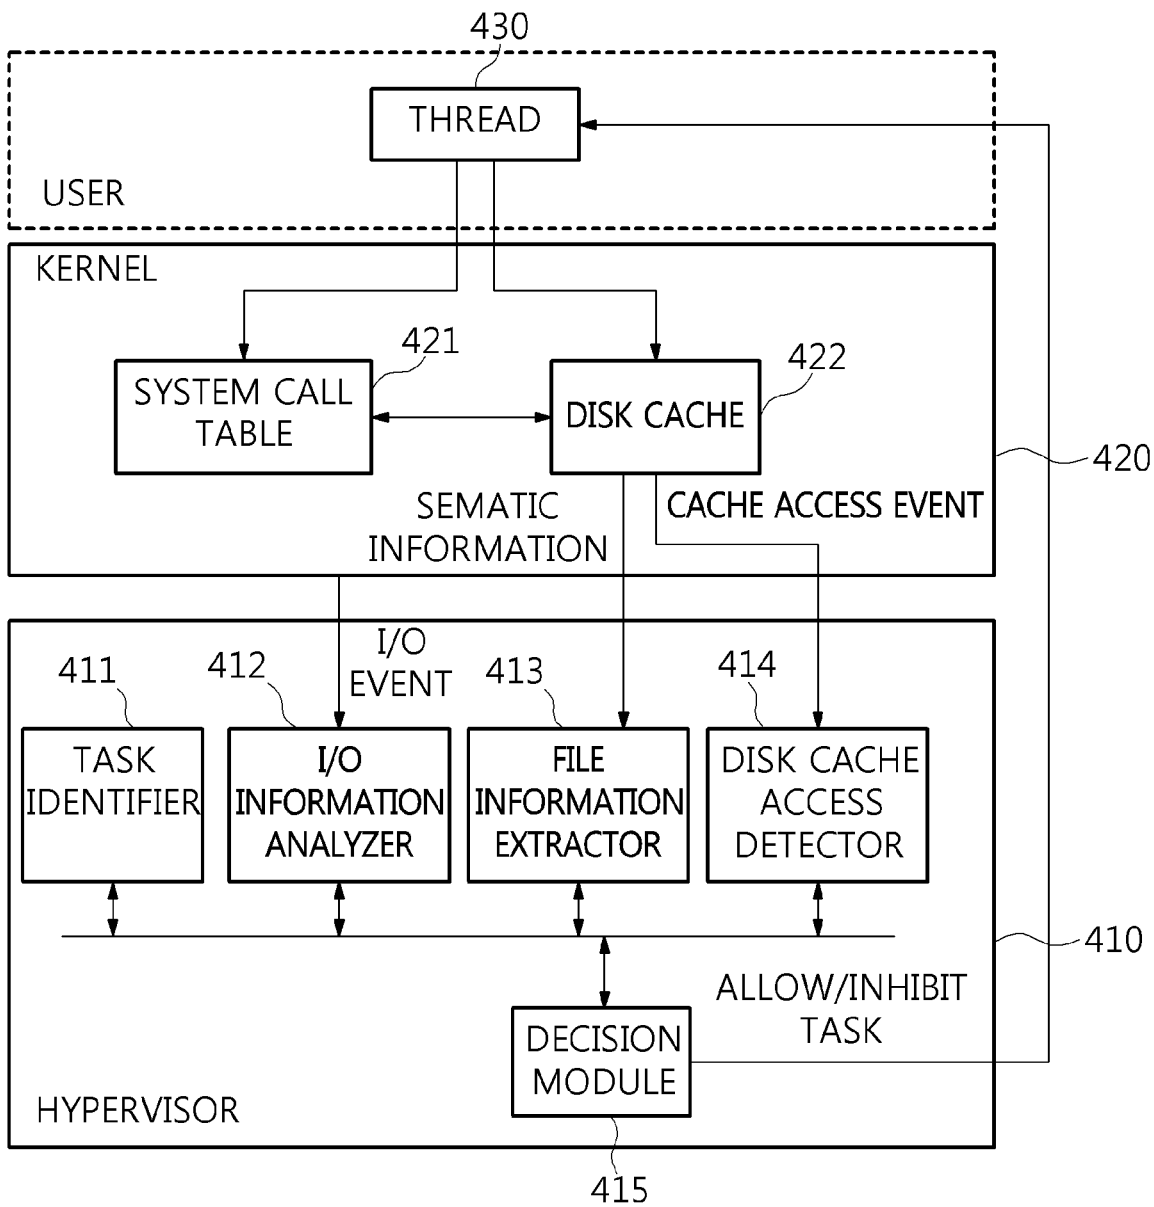 430
THREAD
USER
KERNEL
421
422
SYSTEM CALL
TABLE
DISK CACHE
420
SEMATIC
INFORMATION
CACHE ACCESS EVENT
I/O
EVENT
411
412
413
414
TASK
IDENTIFIER
I/O
INFORMATION
ANALYZER
FILE
INFORMATION
EXTRACTOR
DISK CACHE
ACCESS
DETECTOR
410
ALLOW/INHIBIT
TASK
DECISION
MODULE
HYPERVISOR
415